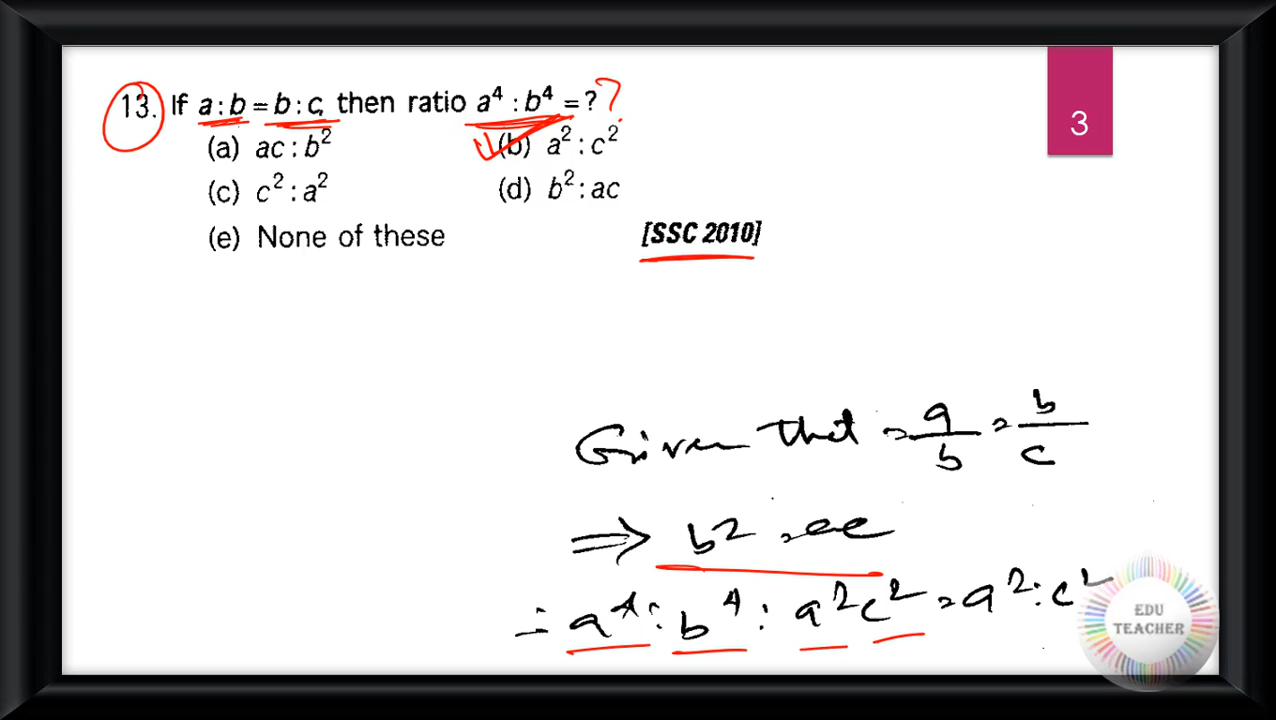 13. If a : b = b : c, then ratio a⁴ : b⁴ = ? ?
(a) ac : b² (b) a² : c²
(c) c² : a² (d) b² : ac
(e) None of these [SSC 2010]
3
Given that = a/b = b/c
⇒ b² = ac
= a⁴ : b⁴ : a²c² = a² : c²
EDU
TEACHER